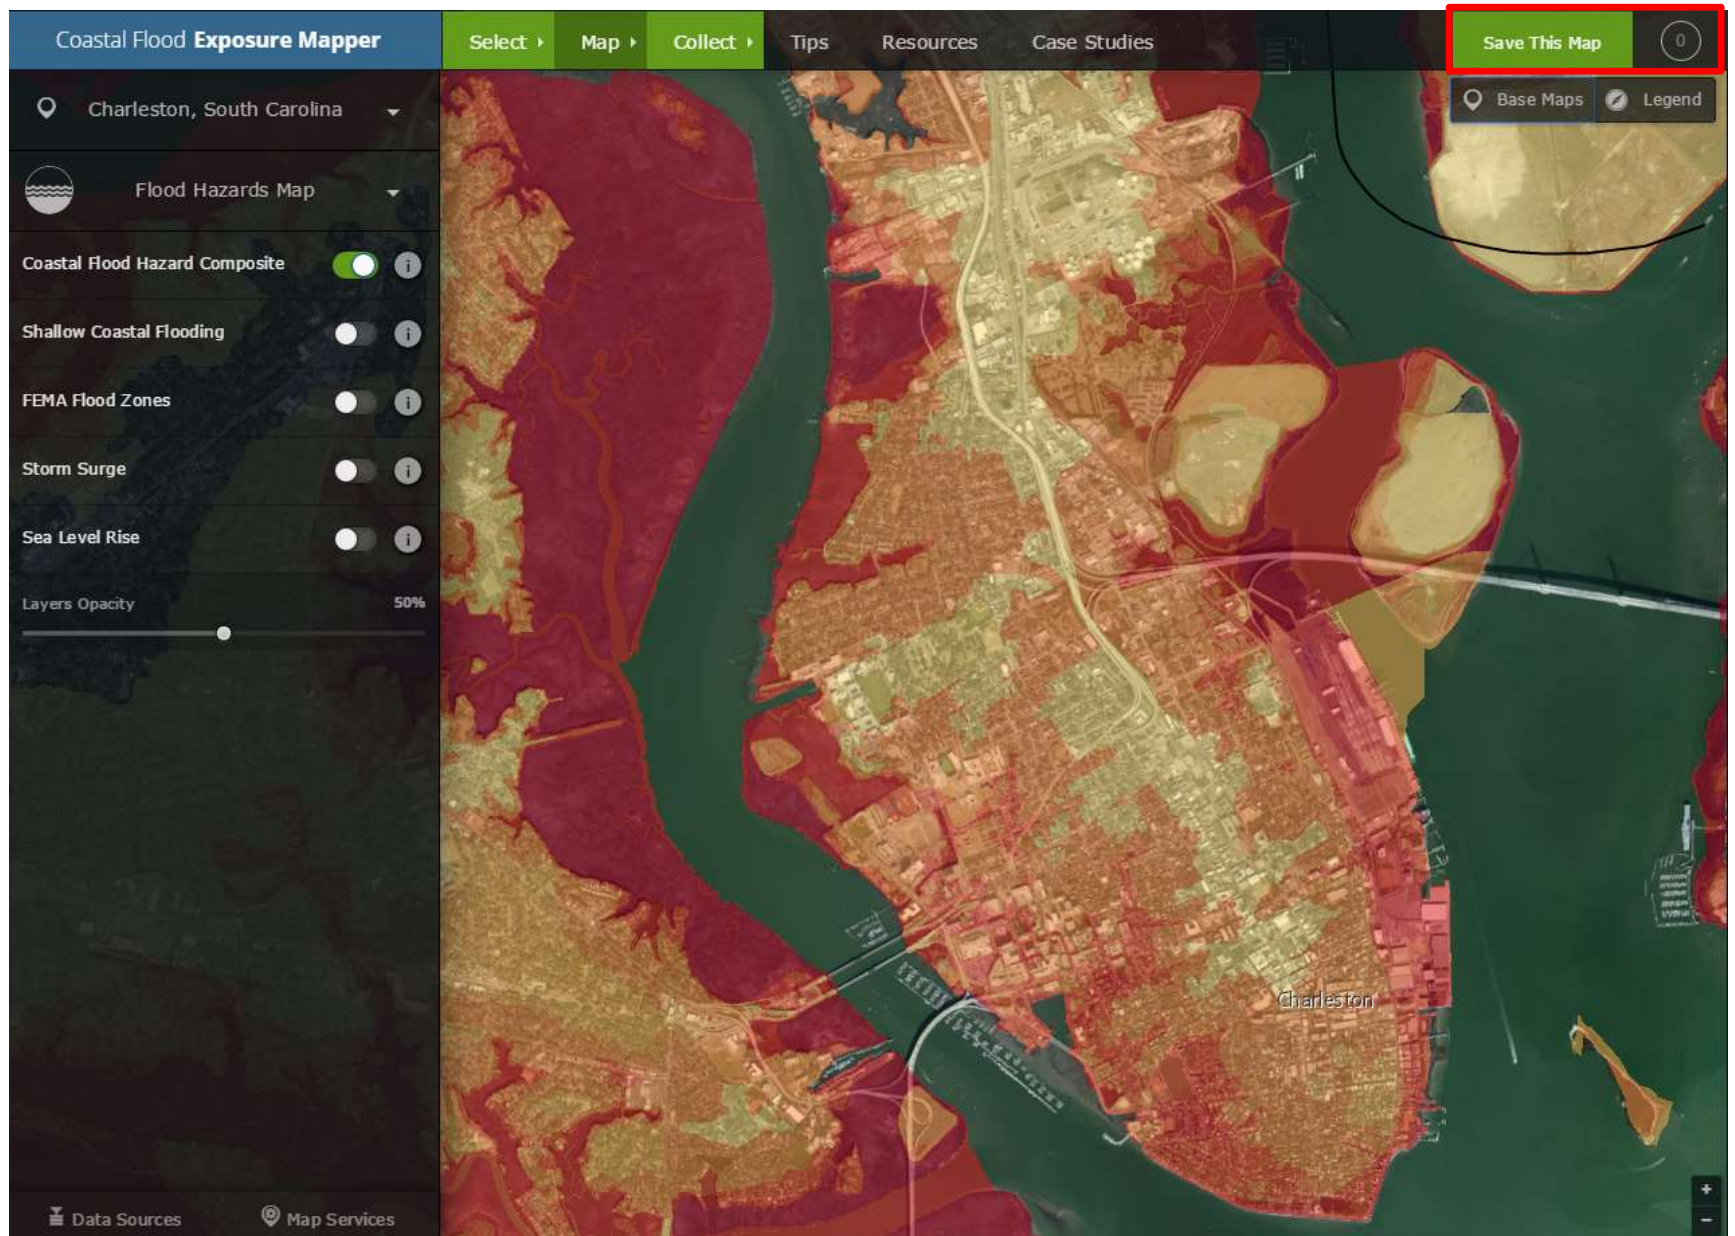 Coastal Flood Exposure Mapper
Select Map Collect Tips Resources Case Studies
Save This Map 0
Base Maps Legend
Charleston, South Carolina
Flood Hazards Map
Coastal Flood Hazard Composite i
Shallow Coastal Flooding i
FEMA Flood Zones i
Storm Surge i
Sea Level Rise i
Layers Opacity 50%
Charleston
Data Sources Map Services
+
−